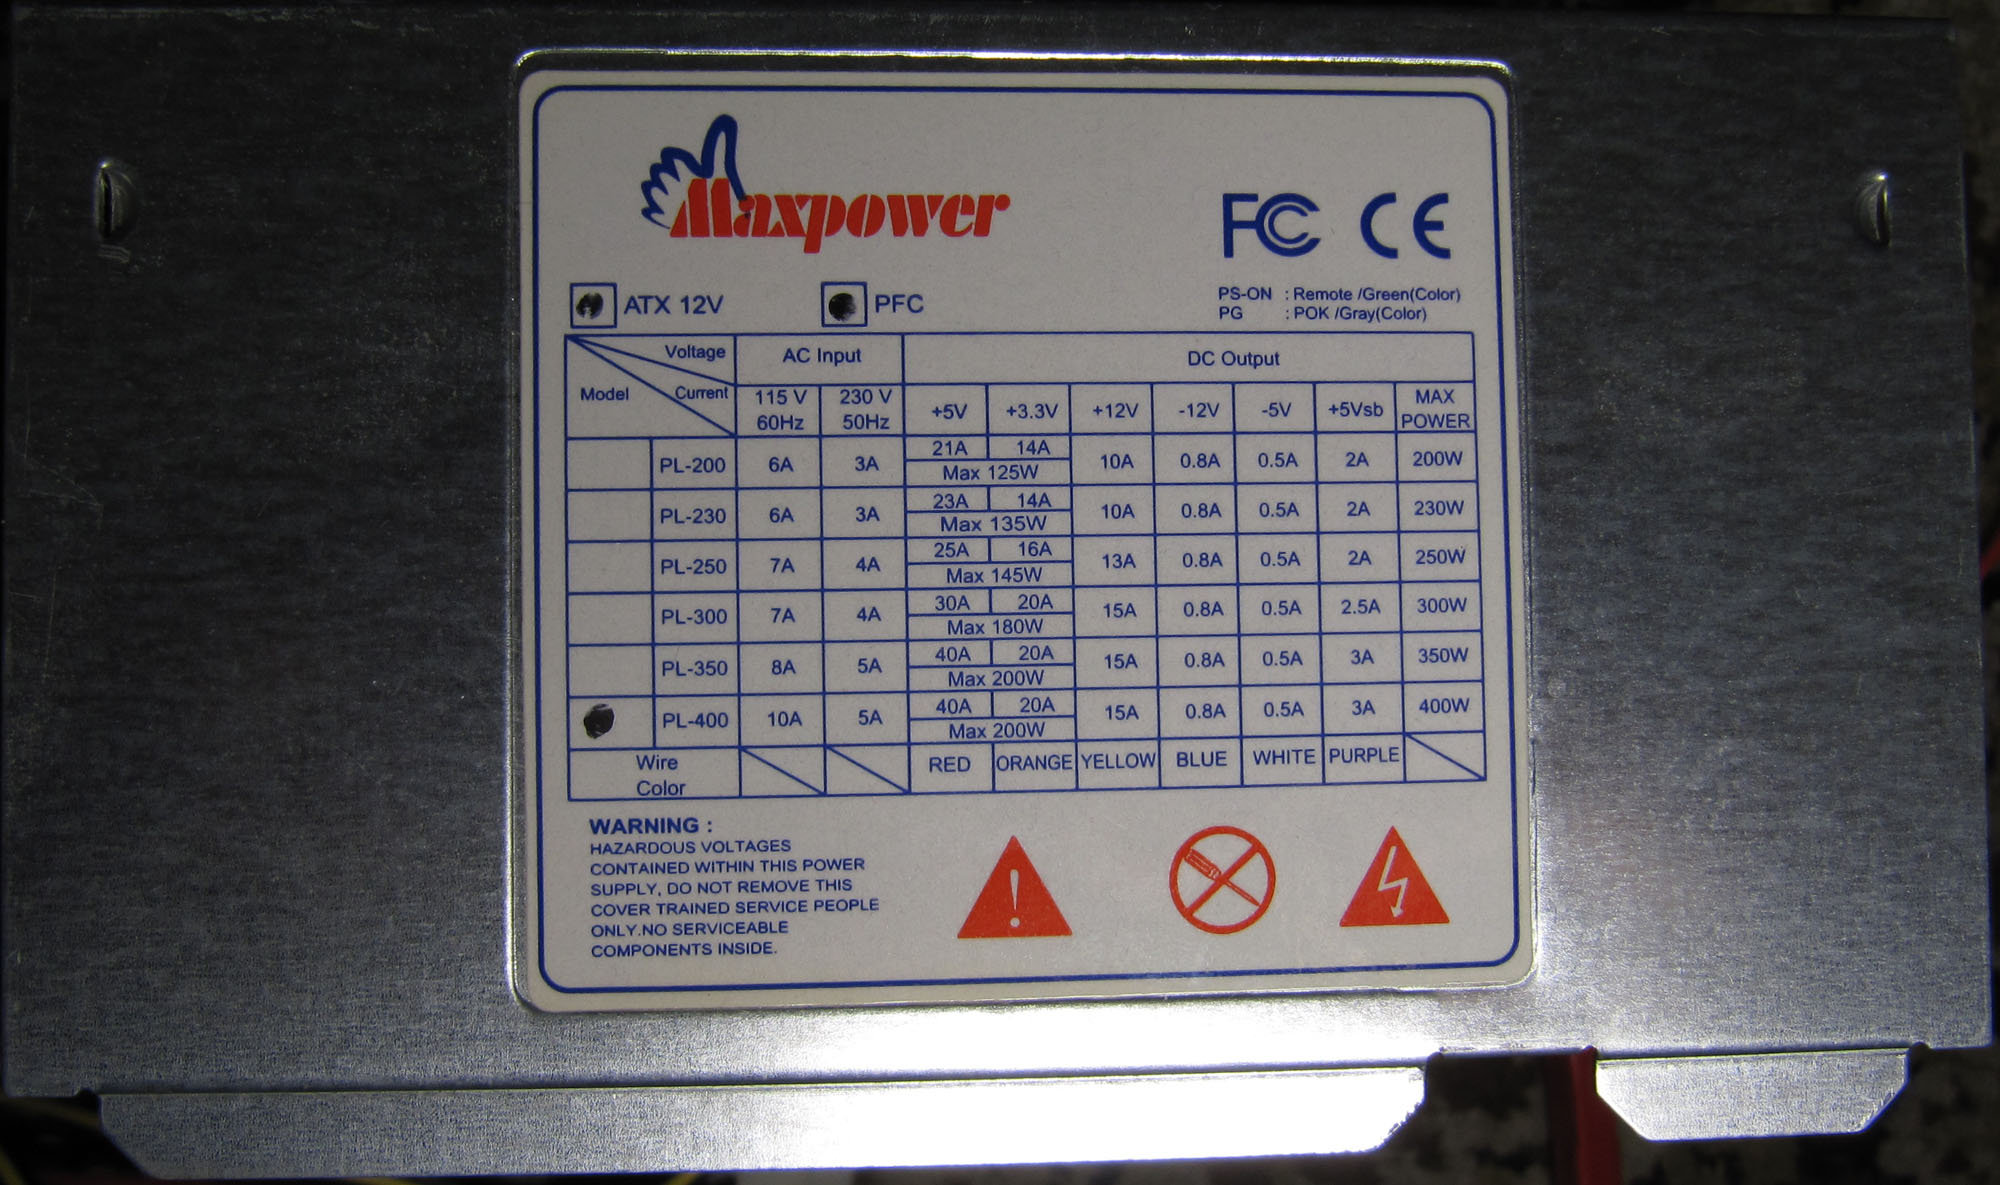 Maxpower
FC CE
ATX 12V PFC
PS-ON : Remote /Green(Color)
PG : POK /Gray(Color)
Voltage AC Input DC Output
Model Current 115 V 60Hz 230 V 50Hz +5V +3.3V +12V -12V -5V +5Vsb MAX POWER
PL-200 6A 3A 21A 14A Max 125W 10A 0.8A 0.5A 2A 200W
PL-230 6A 3A 23A 14A Max 135W 10A 0.8A 0.5A 2A 230W
PL-250 7A 4A 25A 16A Max 145W 13A 0.8A 0.5A 2A 250W
PL-300 7A 4A 30A 20A Max 180W 15A 0.8A 0.5A 2.5A 300W
PL-350 8A 5A 40A 20A Max 200W 15A 0.8A 0.5A 3A 350W
PL-400 10A 5A 40A 20A Max 200W 15A 0.8A 0.5A 3A 400W
Wire Color RED ORANGE YELLOW BLUE WHITE PURPLE
WARNING :
HAZARDOUS VOLTAGES
CONTAINED WITHIN THIS POWER
SUPPLY, DO NOT REMOVE THIS
COVER TRAINED SERVICE PEOPLE
ONLY.NO SERVICEABLE
COMPONENTS INSIDE.